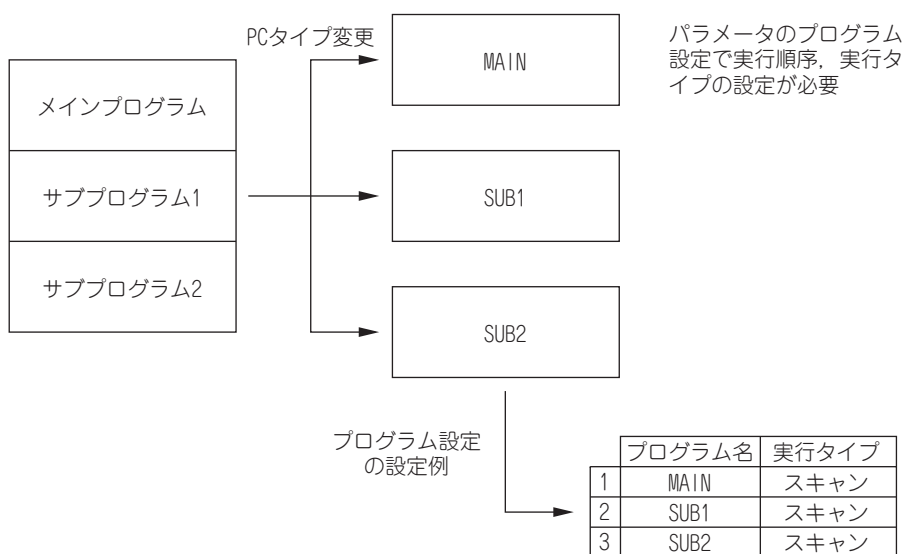 PCタイプ変更
メインプログラム
サブプログラム1
サブプログラム2
MAIN
SUB1
SUB2
パラメータのプログラム
設定で実行順序，実行タ
イプの設定が必要
プログラム設定
の設定例
プログラム名 実行タイプ
1 MAIN スキャン
2 SUB1 スキャン
3 SUB2 スキャン